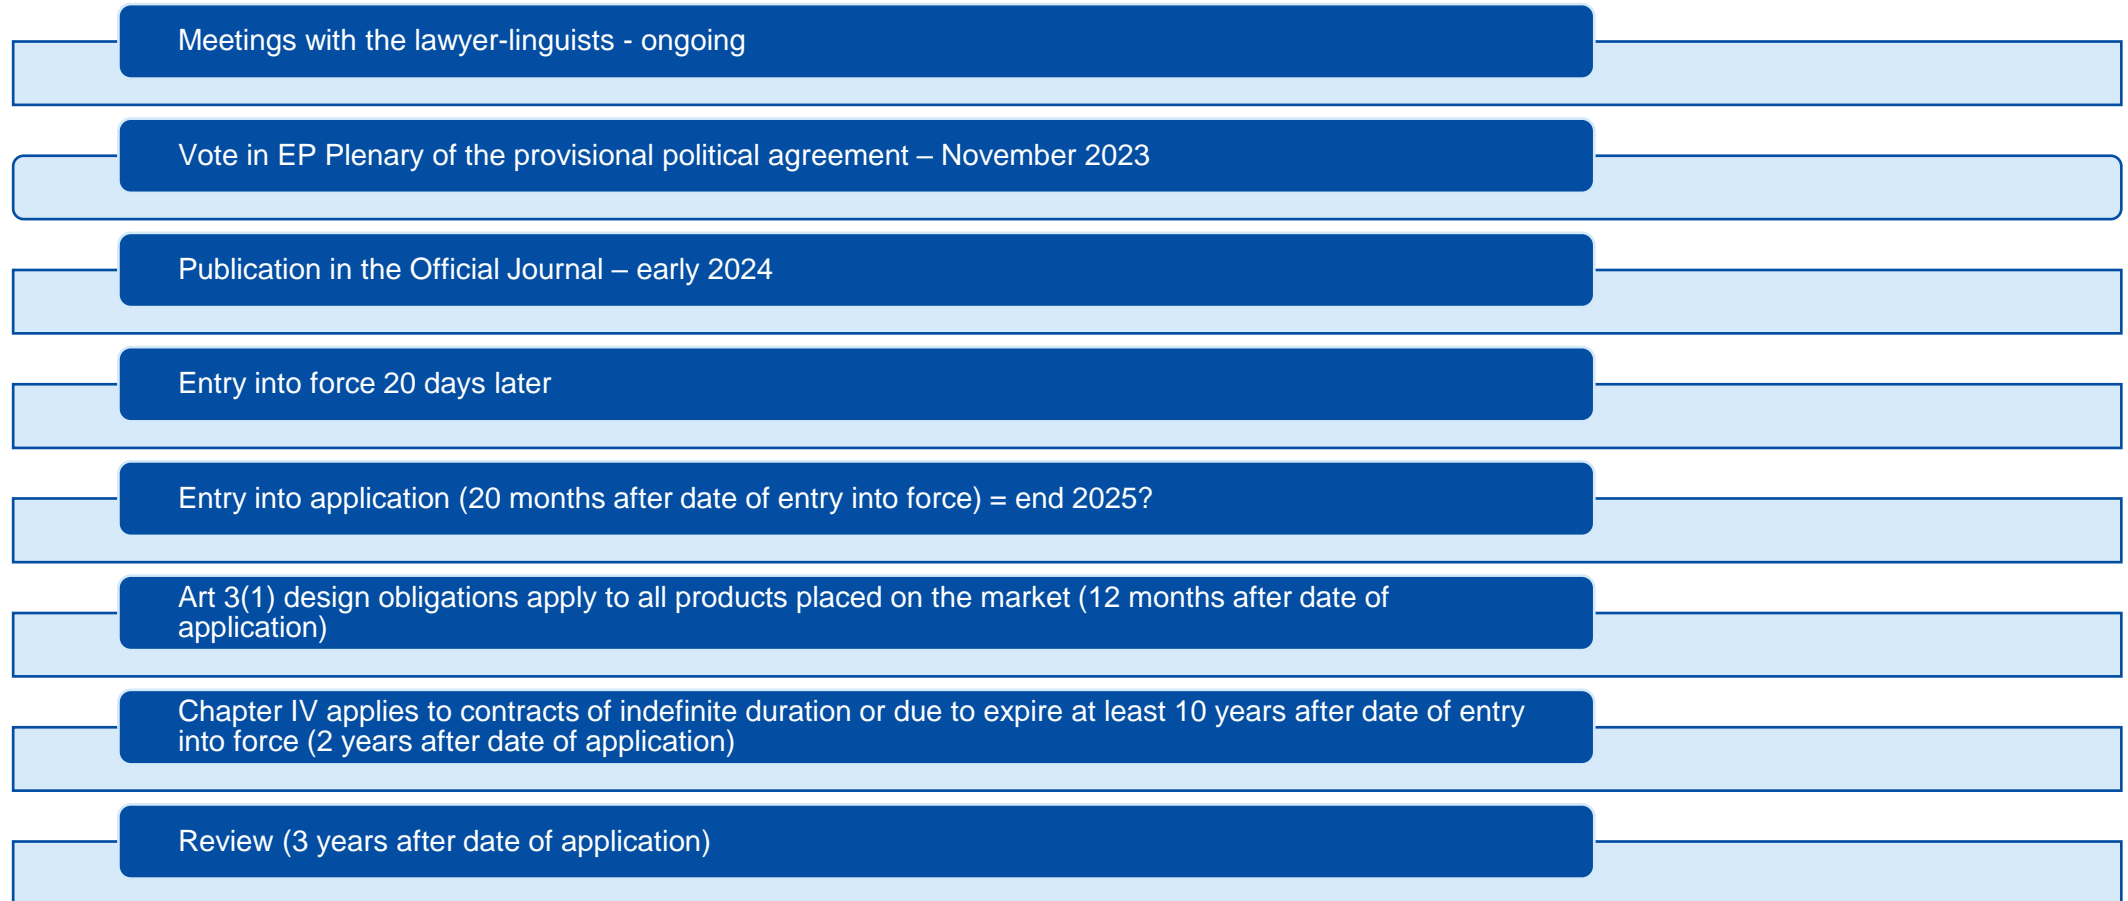 Meetings with the lawyer-linguists - ongoing
Vote in EP Plenary of the provisional political agreement – November 2023
Publication in the Official Journal – early 2024
Entry into force 20 days later
Entry into application (20 months after date of entry into force) = end 2025?
Art 3(1) design obligations apply to all products placed on the market (12 months after date of
application)
Chapter IV applies to contracts of indefinite duration or due to expire at least 10 years after date of entry
into force (2 years after date of application)
Review (3 years after date of application)